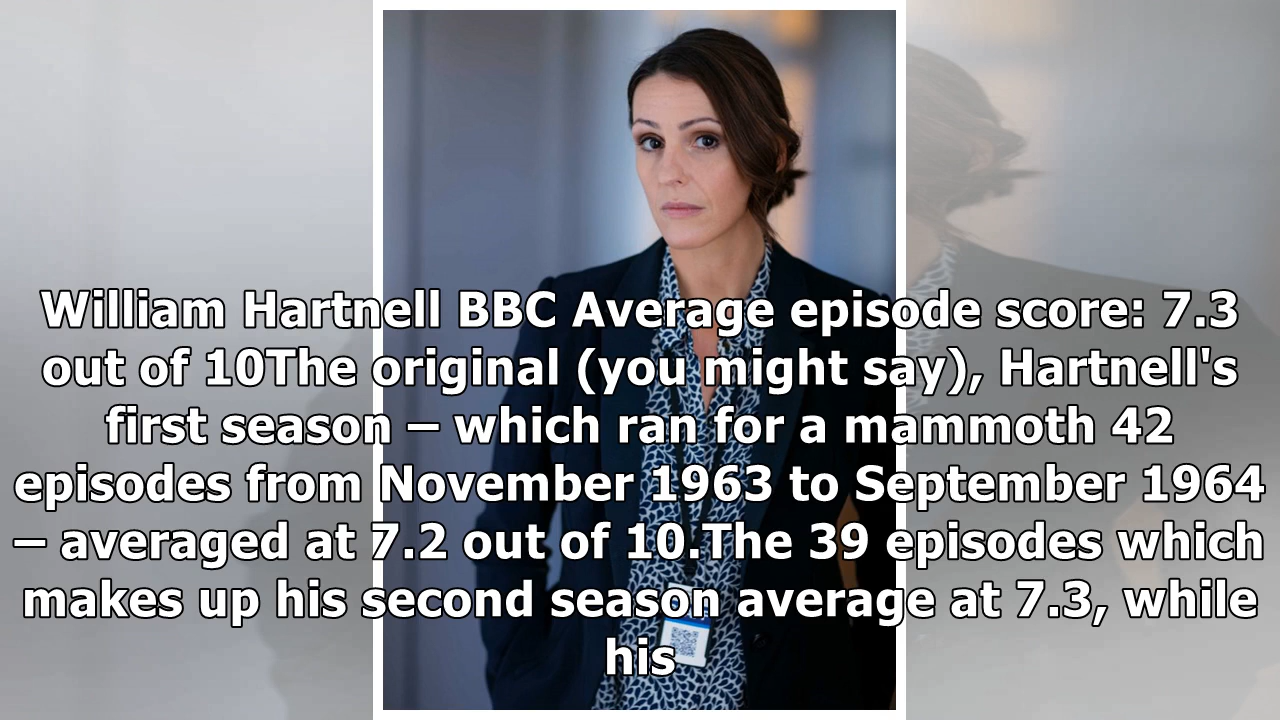 William Hartnell BBC Average episode score: 7.3
out of 10The original (you might say), Hartnell's
first season – which ran for a mammoth 42
episodes from November 1963 to September 1964
– averaged at 7.2 out of 10.The 39 episodes which
makes up his second season average at 7.3, while
his